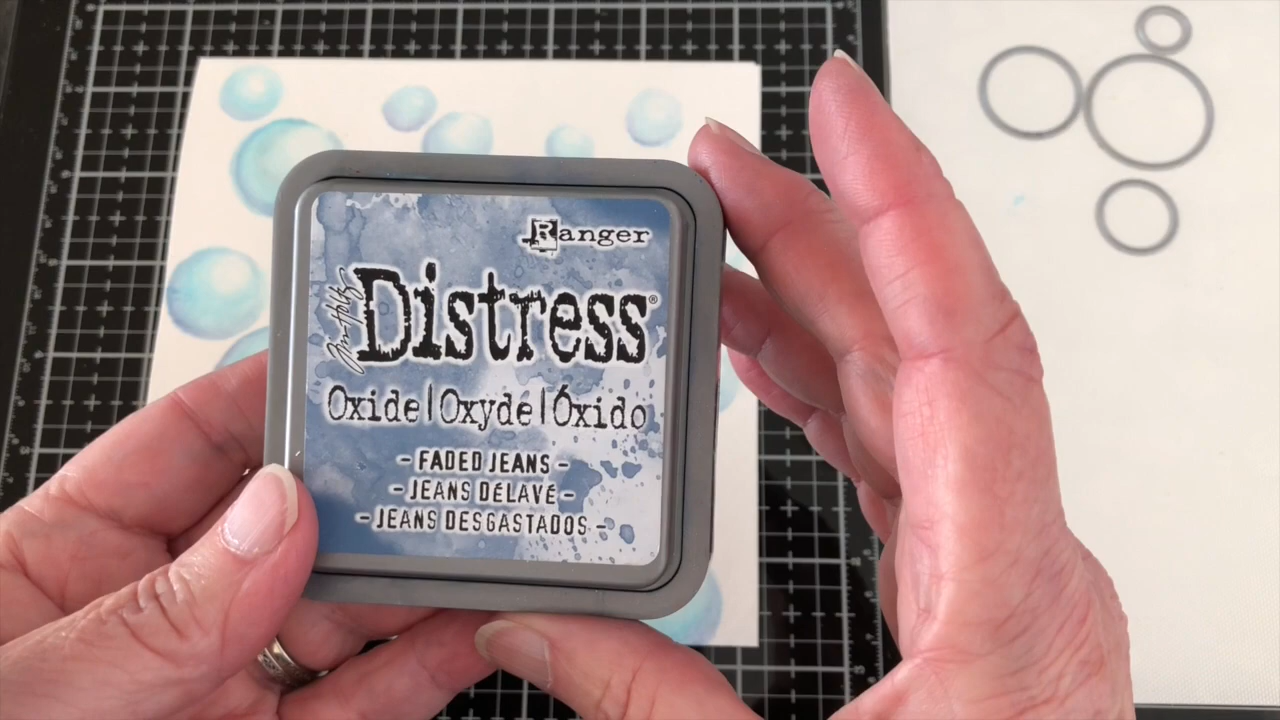 Ranger
Tim Holtz
Distress®
Oxide|Oxyde|Óxido
- FADED JEANS -
- JEANS DÉLAVÉ -
- JEANS DESGASTADOS -